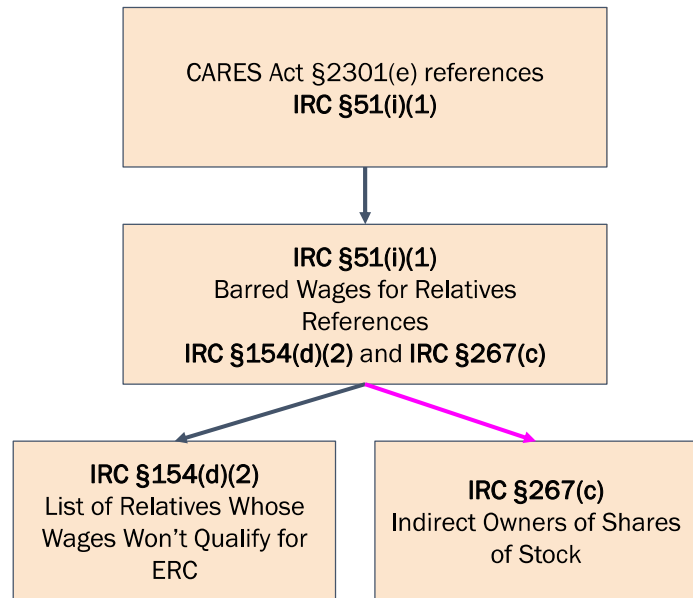 CARES Act §2301(e) references
IRC §51(i)(1)
IRC §51(i)(1)
Barred Wages for Relatives
References
IRC §154(d)(2) and IRC §267(c)
IRC §154(d)(2)
List of Relatives Whose
Wages Won’t Qualify for
ERC
IRC §267(c)
Indirect Owners of Shares
of Stock